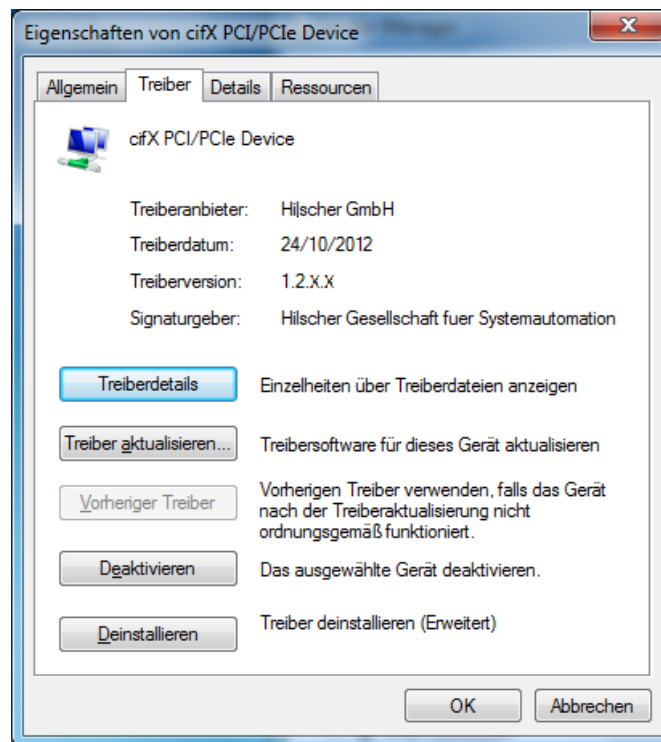 Eigenschaften von cifX PCI/PCIe Device
Allgemein Treiber Details Ressourcen
cifX PCI/PCIe Device
Treiberanbieter: Hilscher GmbH
Treiberdatum: 24/10/2012
Treiberversion: 1.2.X.X
Signaturgeber: Hilscher Gesellschaft fuer Systemautomation
Treiberdetails Einzelheiten über Treiberdateien anzeigen
Treiber aktualisieren... Treibersoftware für dieses Gerät aktualisieren
Vorheriger Treiber Vorherigen Treiber verwenden, falls das Gerät
nach der Treiberaktualisierung nicht
ordnungsgemäß funktioniert.
Deaktivieren Das ausgewählte Gerät deaktivieren.
Deinstallieren Treiber deinstallieren (Erweitert)
OK Abbrechen